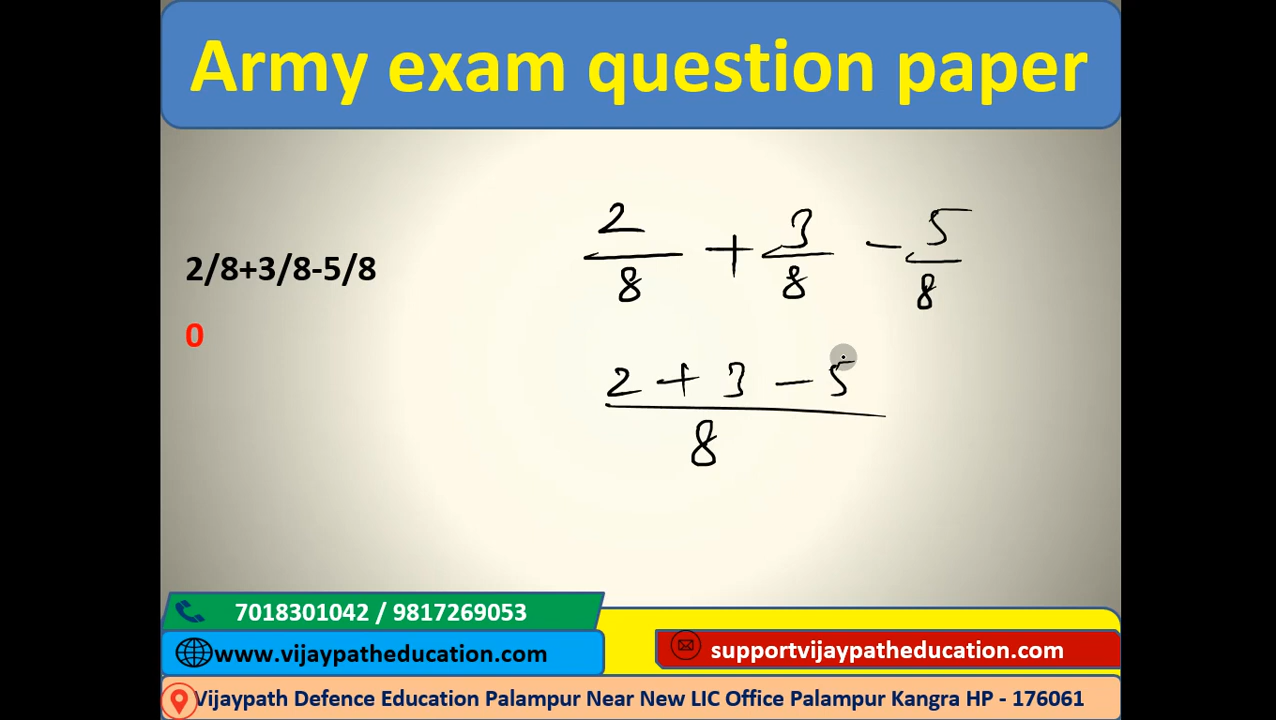 Army exam question paper
2/8+3/8-5/8
0
2/8 + 3/8 - 5/8
2 + 3 - 5
8
7018301042 / 9817269053
www.vijaypatheducation.com
supportvijaypatheducation.com
Vijaypath Defence Education Palampur Near New LIC Office Palampur Kangra HP - 176061